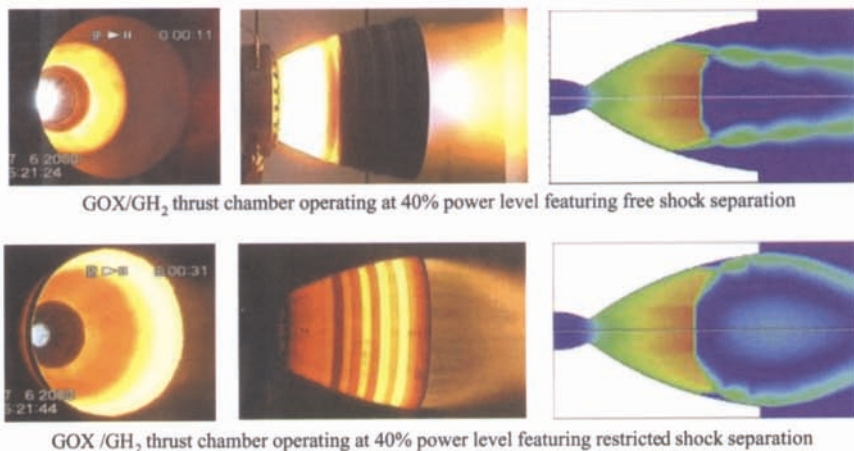 0:00:11
7 6 2000
5:21:24
GOX/GH₂ thrust chamber operating at 40% power level featuring free shock separation
0:00:31
7 6 2000
5:21:44
GOX /GH₂ thrust chamber operating at 40% power level featuring restricted shock separation